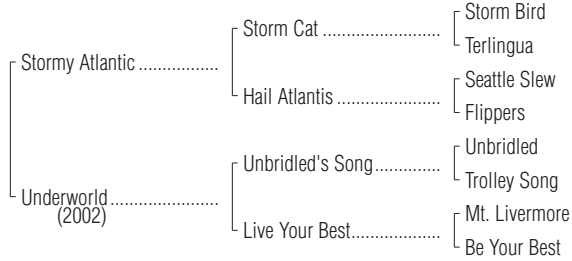 Storm Bird
Storm Cat ......................
Terlingua
Stormy Atlantic ................
Seattle Slew
Hail Atlantis ....................
Flippers
Unbridled
Unbridled's Song.............
Trolley Song
Underworld.....................
(2002)
Mt. Livermore
Live Your Best.................
Be Your Best